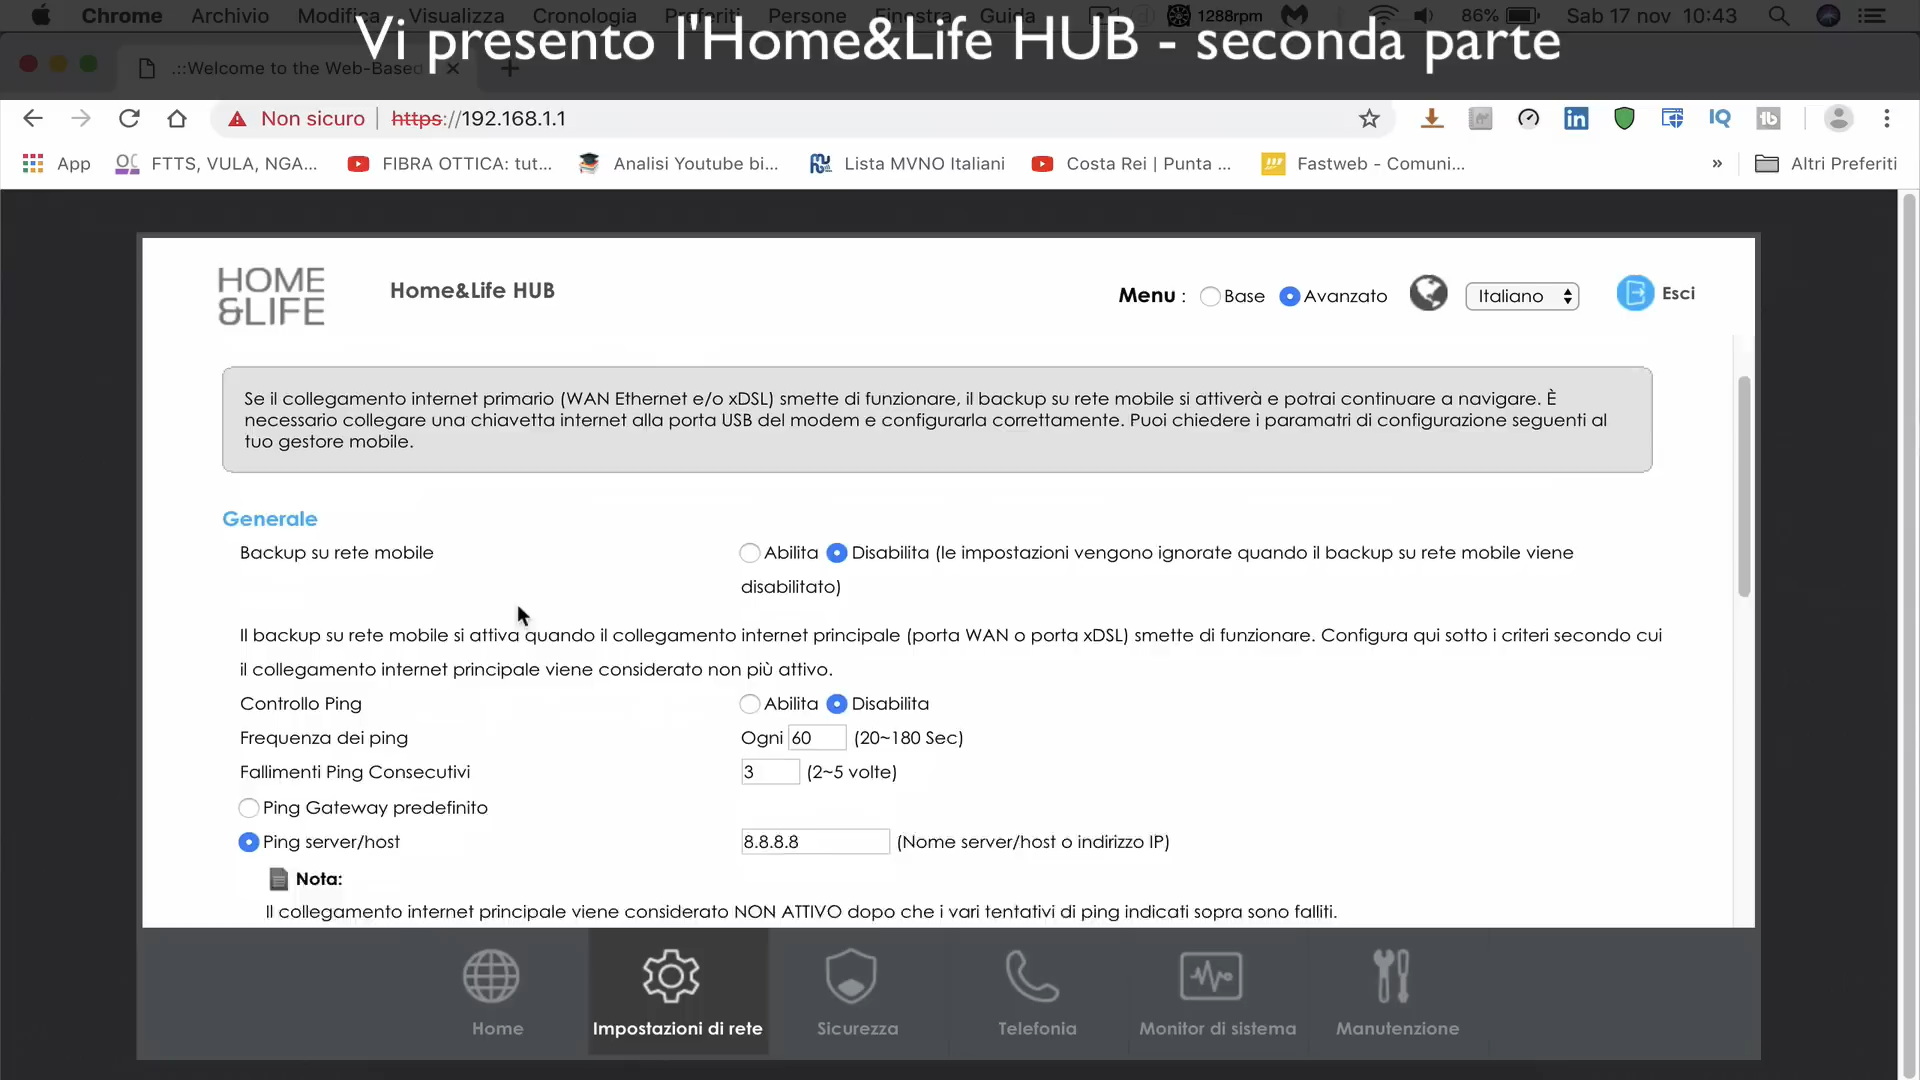 Chrome Archivio Modifica Visualizza Cronologia Preferiti Persone Finestra Guida 1288rpm 86% Sab 17 nov 10:43
Vi presento l'Home&Life HUB - seconda parte
.::Welcome to the Web-Based
Non sicuro https://192.168.1.1
App FTTS, VULA, NGA... FIBRA OTTICA: tut... Analisi Youtube bi... Lista MVNO Italiani Costa Rei | Punta ... Fastweb - Comuni... » Altri Preferiti
HOME
&LIFE
Home&Life HUB
Menu : Base Avanzato Italiano Esci
Se il collegamento internet primario (WAN Ethernet e/o xDSL) smette di funzionare, il backup su rete mobile si attiverà e potrai continuare a navigare. È
necessario collegare una chiavetta internet alla porta USB del modem e configurarla correttamente. Puoi chiedere i paramatri di configurazione seguenti al
tuo gestore mobile.
Generale
Backup su rete mobile Abilita Disabilita (le impostazioni vengono ignorate quando il backup su rete mobile viene
disabilitato)
Il backup su rete mobile si attiva quando il collegamento internet principale (porta WAN o porta xDSL) smette di funzionare. Configura qui sotto i criteri secondo cui
il collegamento internet principale viene considerato non più attivo.
Controllo Ping Abilita Disabilita
Frequenza dei ping Ogni 60 (20~180 Sec)
Fallimenti Ping Consecutivi 3 (2~5 volte)
Ping Gateway predefinito
Ping server/host 8.8.8.8 (Nome server/host o indirizzo IP)
Nota:
Il collegamento internet principale viene considerato NON ATTIVO dopo che i vari tentativi di ping indicati sopra sono falliti.
Home Impostazioni di rete Sicurezza Telefonia Monitor di sistema Manutenzione